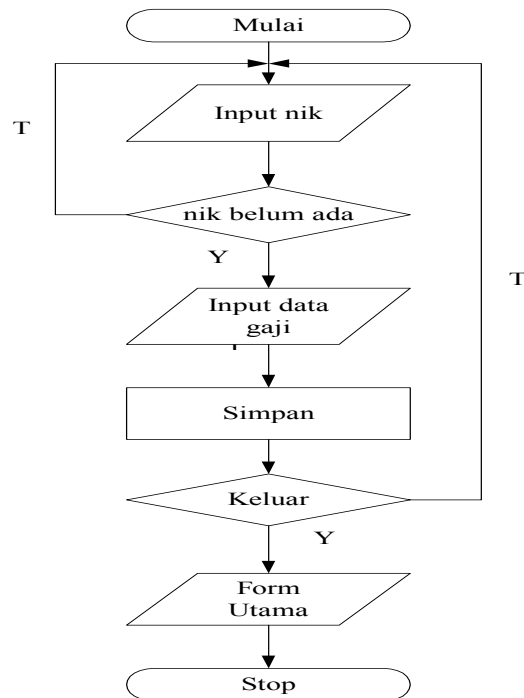 Mulai
Input nik
T
nik belum ada
Y
T
Input data
gaji
Simpan
Keluar
Y
Form
Utama
Stop